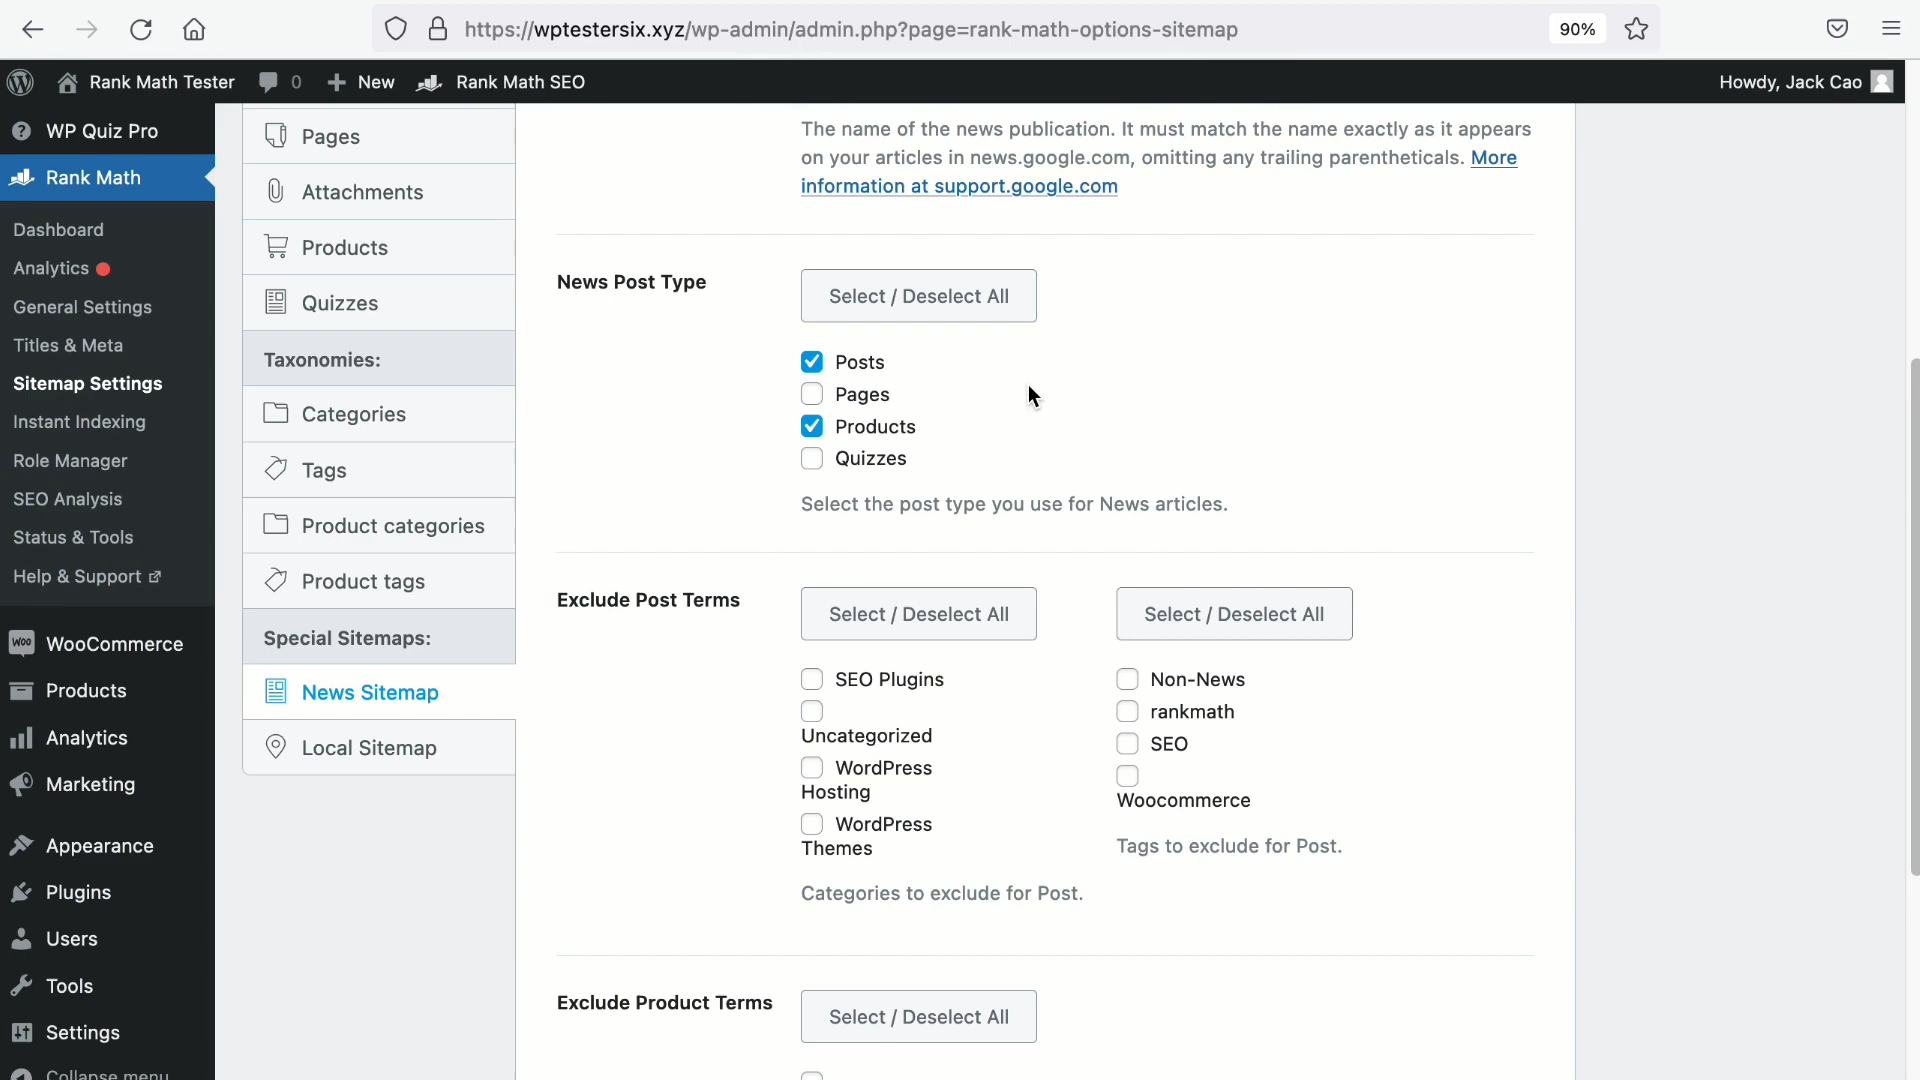 https://wptestersix.xyz/wp-admin/admin.php?page=rank-math-options-sitemap
90%
Rank Math Tester
0
New
Rank Math SEO
Howdy, Jack Cao
WP Quiz Pro
Rank Math
Dashboard
Analytics
General Settings
Titles & Meta
Sitemap Settings
Instant Indexing
Role Manager
SEO Analysis
Status & Tools
Help & Support
WooCommerce
Products
Analytics
Marketing
Appearance
Plugins
Users
Tools
Settings
Collapse menu
Pages
Attachments
Products
Quizzes
Taxonomies:
Categories
Tags
Product categories
Product tags
Special Sitemaps:
News Sitemap
Local Sitemap
The name of the news publication. It must match the name exactly as it appears
on your articles in news.google.com, omitting any trailing parentheticals. More
information at support.google.com
News Post Type
Select / Deselect All
Posts
Pages
Products
Quizzes
Select the post type you use for News articles.
Exclude Post Terms
Select / Deselect All
SEO Plugins
Uncategorized
WordPress
Hosting
WordPress
Themes
Categories to exclude for Post.
Select / Deselect All
Non-News
rankmath
SEO
Woocommerce
Tags to exclude for Post.
Exclude Product Terms
Select / Deselect All